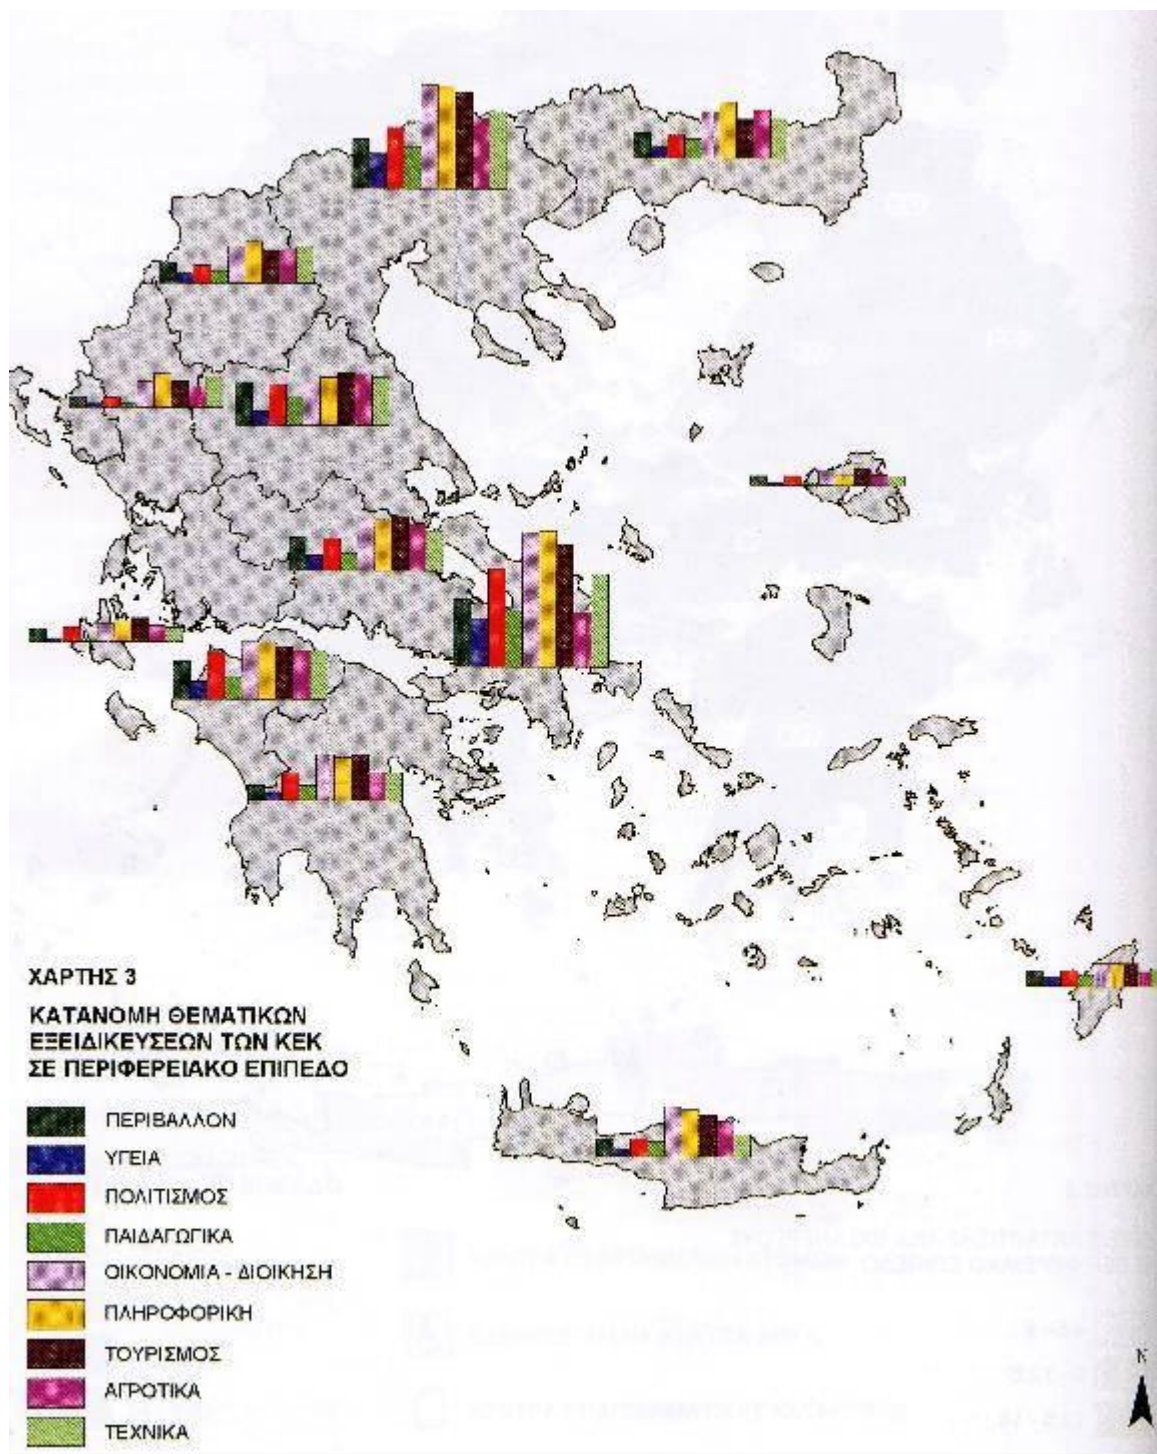 ΧΑΡΤΗΣ 3
ΚΑΤΑΝΟΜΗ ΘΕΜΑΤΙΚΩΝ
ΕΞΕΙΔΙΚΕΥΣΕΩΝ ΤΩΝ ΚΕΚ
ΣΕ ΠΕΡΙΦΕΡΕΙΑΚΟ ΕΠΙΠΕΔΟ
ΠΕΡΙΒΑΛΛΟΝ
ΥΓΕΙΑ
ΠΟΛΙΤΙΣΜΟΣ
ΠΑΙΔΑΓΩΓΙΚΑ
ΟΙΚΟΝΟΜΙΑ - ΔΙΟΙΚΗΣΗ
ΠΛΗΡΟΦΟΡΙΚΗ
ΤΟΥΡΙΣΜΟΣ
ΑΓΡΟΤΙΚΑ
ΤΕΧΝΙΚΑ
N